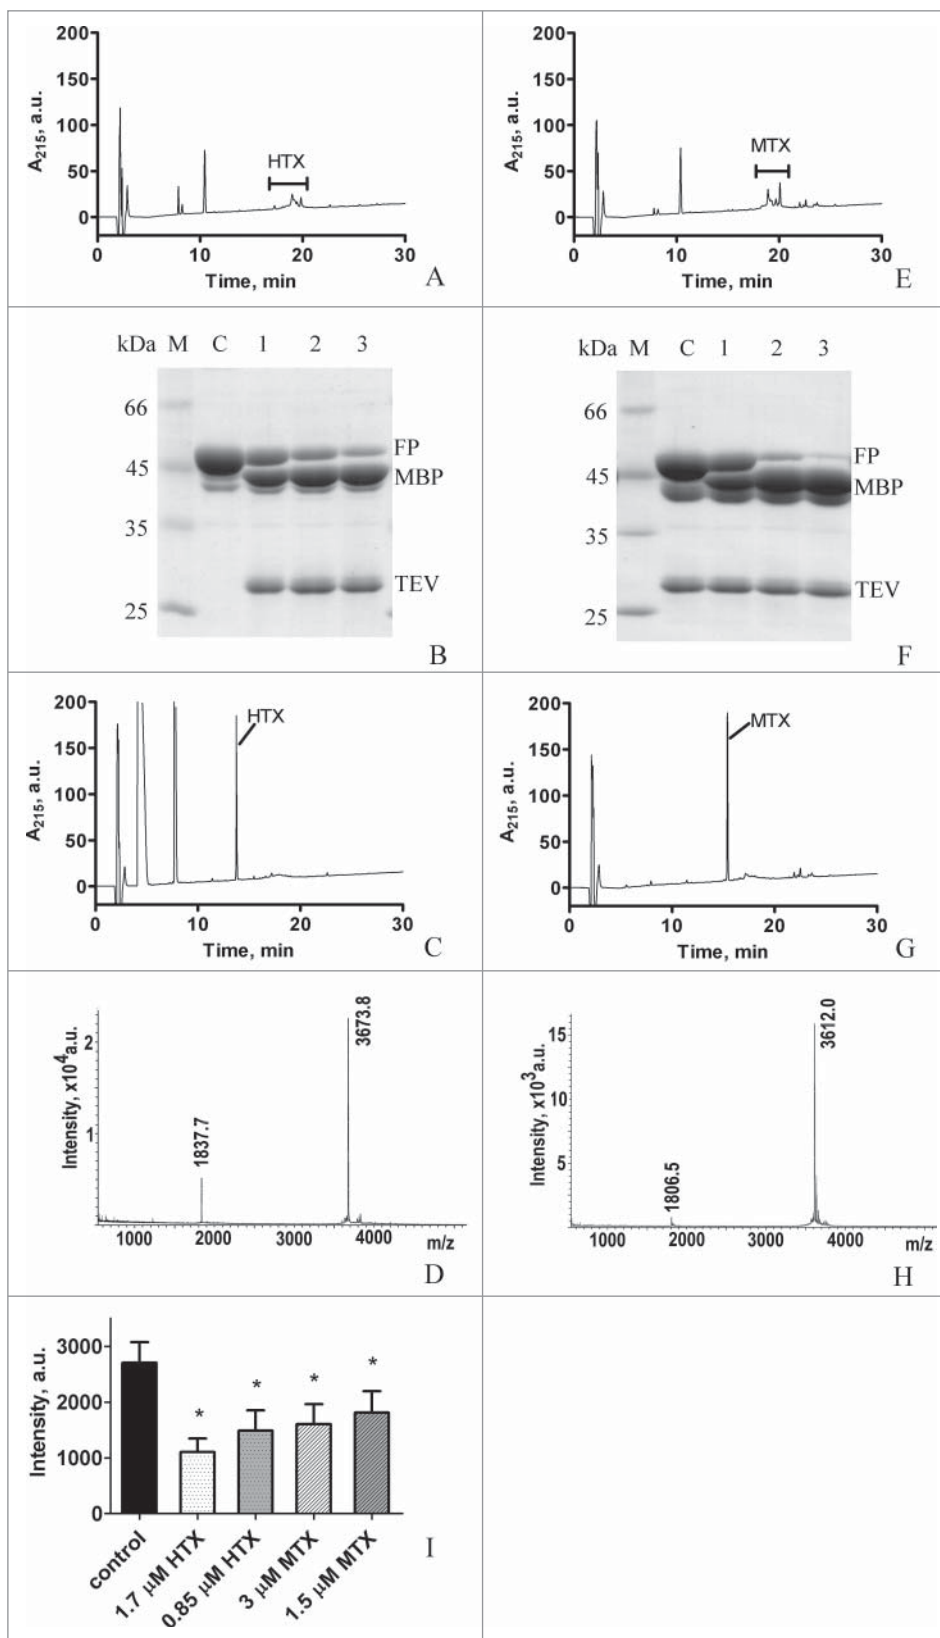 200
150
100
50
0
A215, a.u.
HTX
0 10 20 30
Time, min
A
200
150
100
50
0
A215, a.u.
MTX
0 10 20 30
Time, min
E
kDa M C 1 2 3
66
45
35
25
FP
MBP
TEV
B
kDa M C 1 2 3
66
45
35
25
FP
MBP
TEV
F
200
150
100
50
0
A215, a.u.
HTX
0 10 20 30
Time, min
C
200
150
100
50
0
A215, a.u.
MTX
0 10 20 30
Time, min
G
Intensity, x10^4 a.u.
2
1
1837.7
3673.8
1000 2000 3000 4000 m/z
D
Intensity, x10^3 a.u.
15
10
5
1806.5
3612.0
1000 2000 3000 4000 m/z
H
Intensity, a.u.
3000
2000
1000
0
* * * *
control
1.7 μM HTX
0.85 μM HTX
3 μM MTX
1.5 μM MTX
I